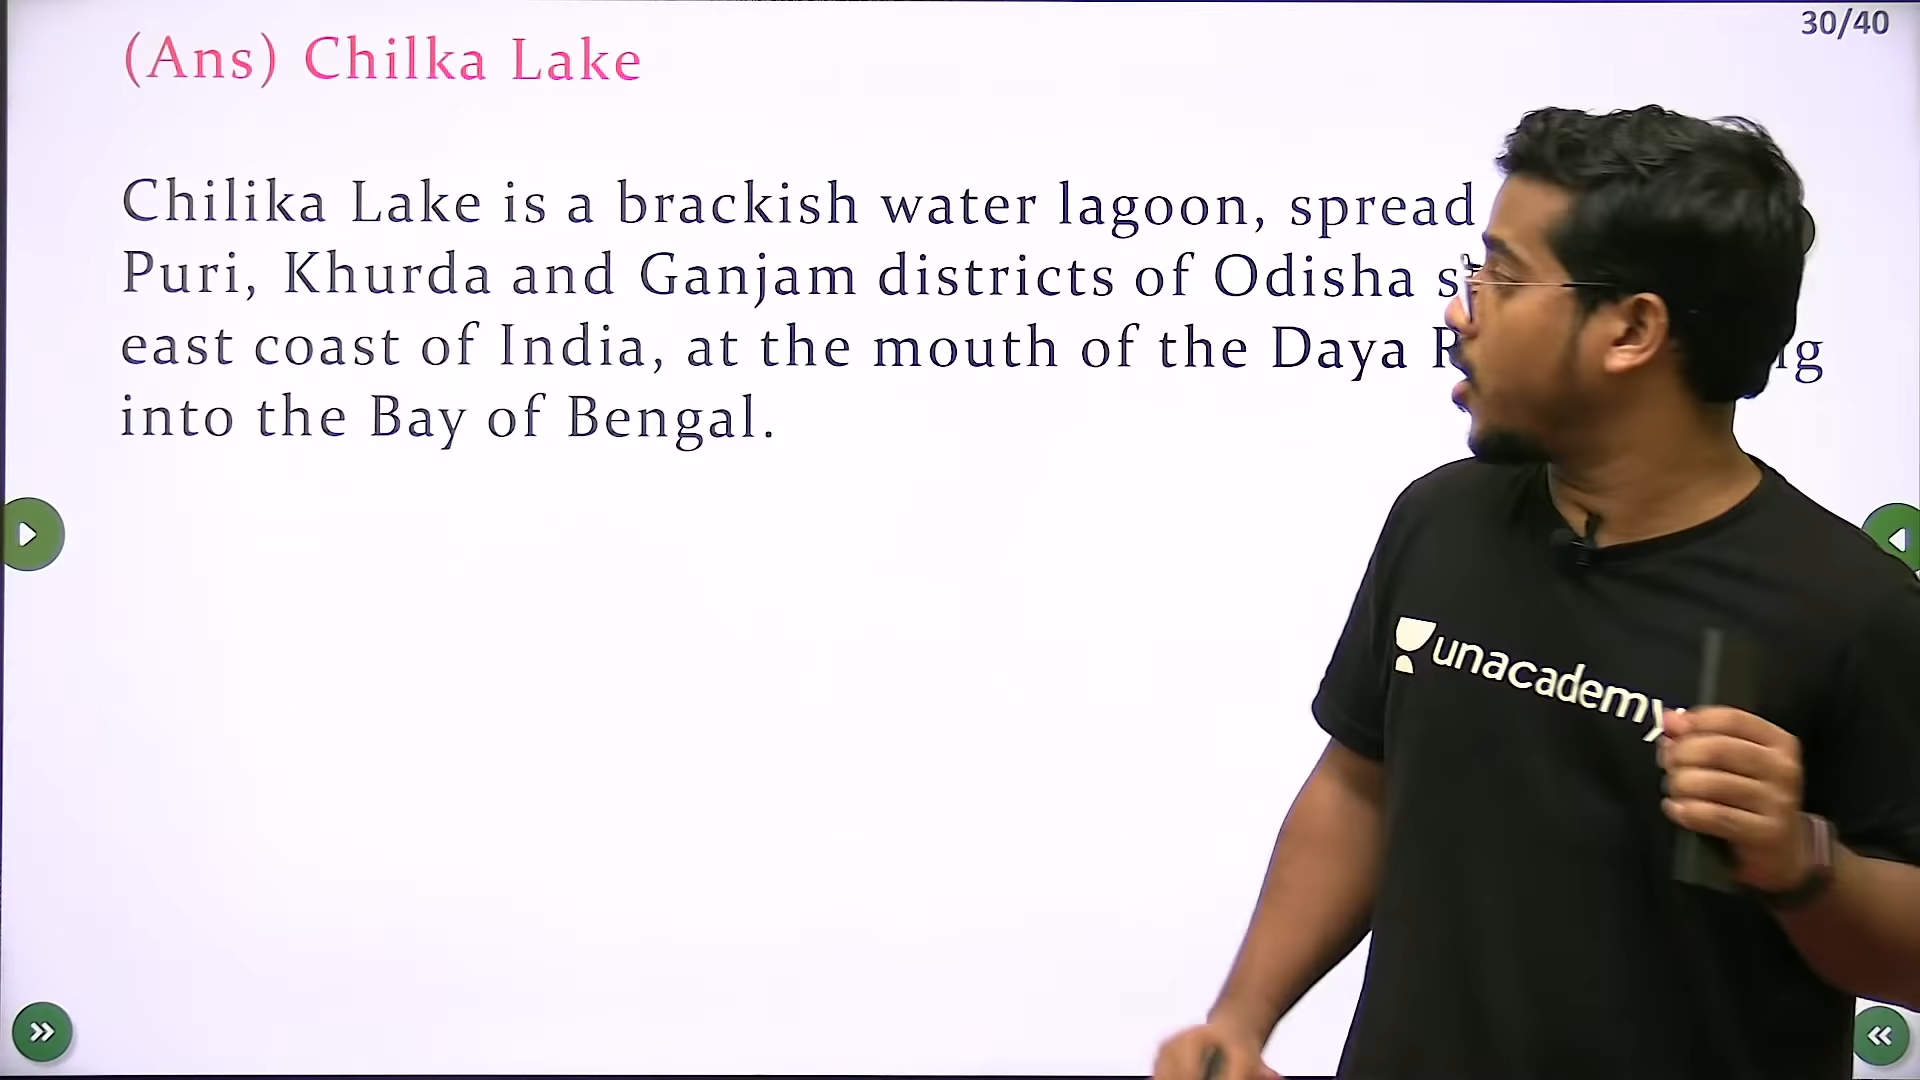 30/40
(Ans) Chilka Lake
Chilika Lake is a brackish water lagoon, spread
Puri, Khurda and Ganjam districts of Odisha
east coast of India, at the mouth of the Daya
into the Bay of Bengal.
unacademy